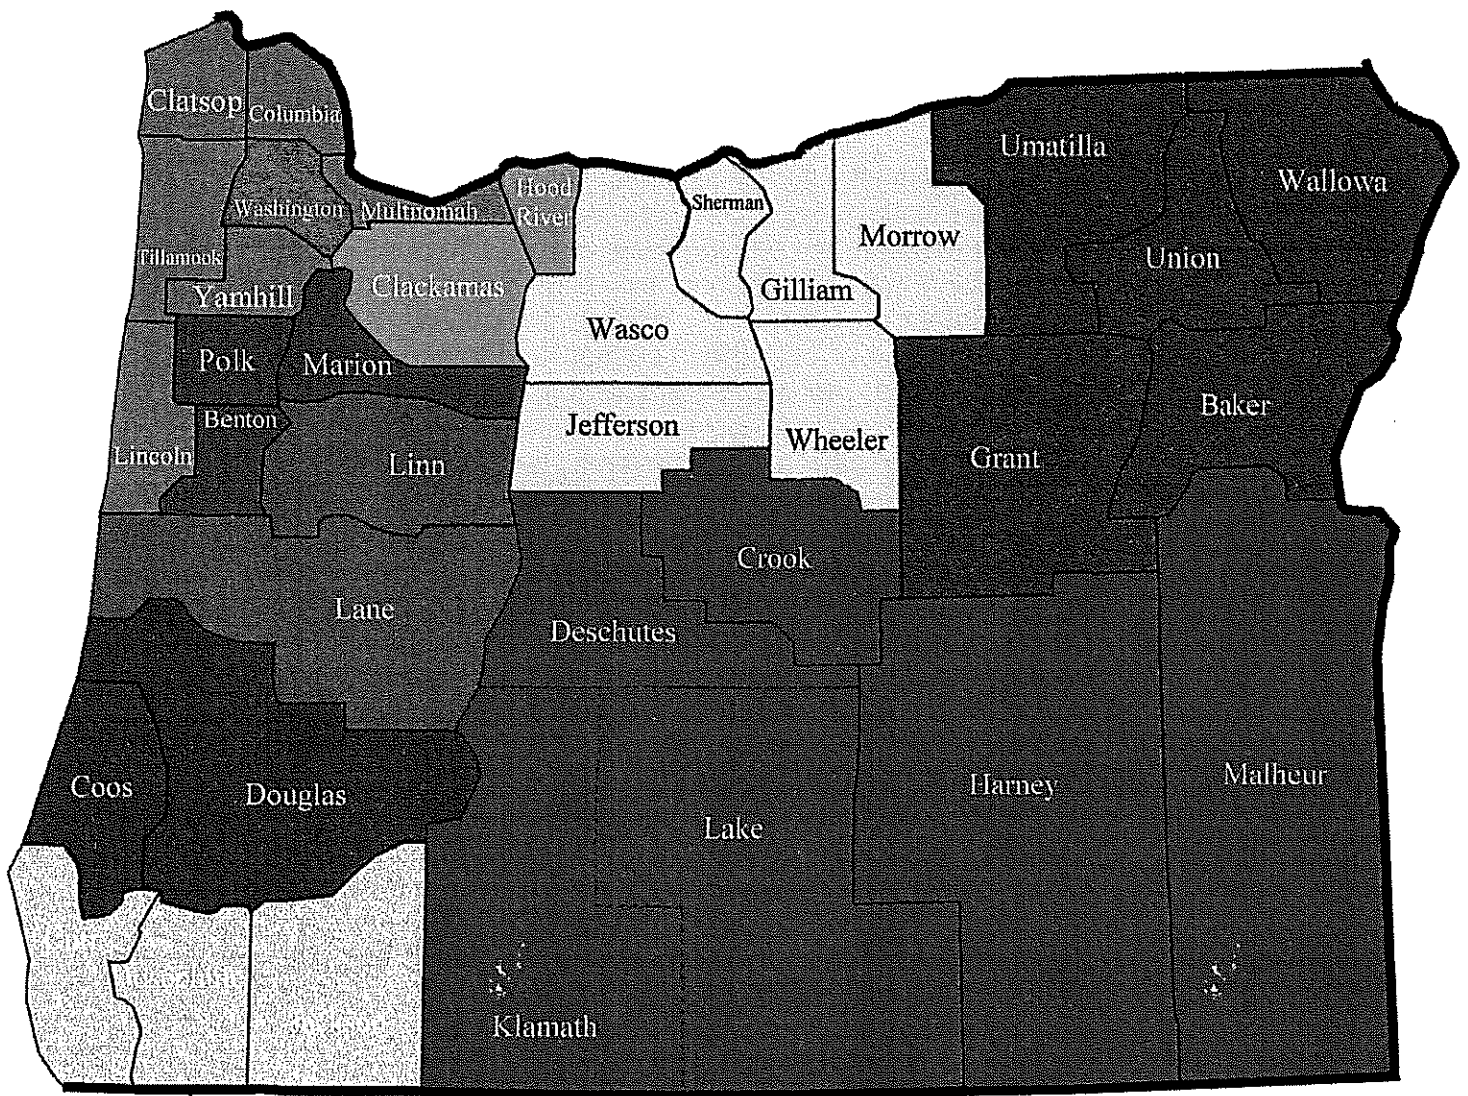 Clatsop
Columbia
Umatilla
Wallowa
Hood
River
Sherman
Washington
Multnomah
Morrow
Tillamook
Union
Clackamas
Gilliam
Yamhill
Wasco
Polk
Marion
Baker
Benton
Jefferson
Wheeler
Lincoln
Linn
Grant
Crook
Lane
Deschutes
Coos
Douglas
Harney
Malheur
Lake
Klamath